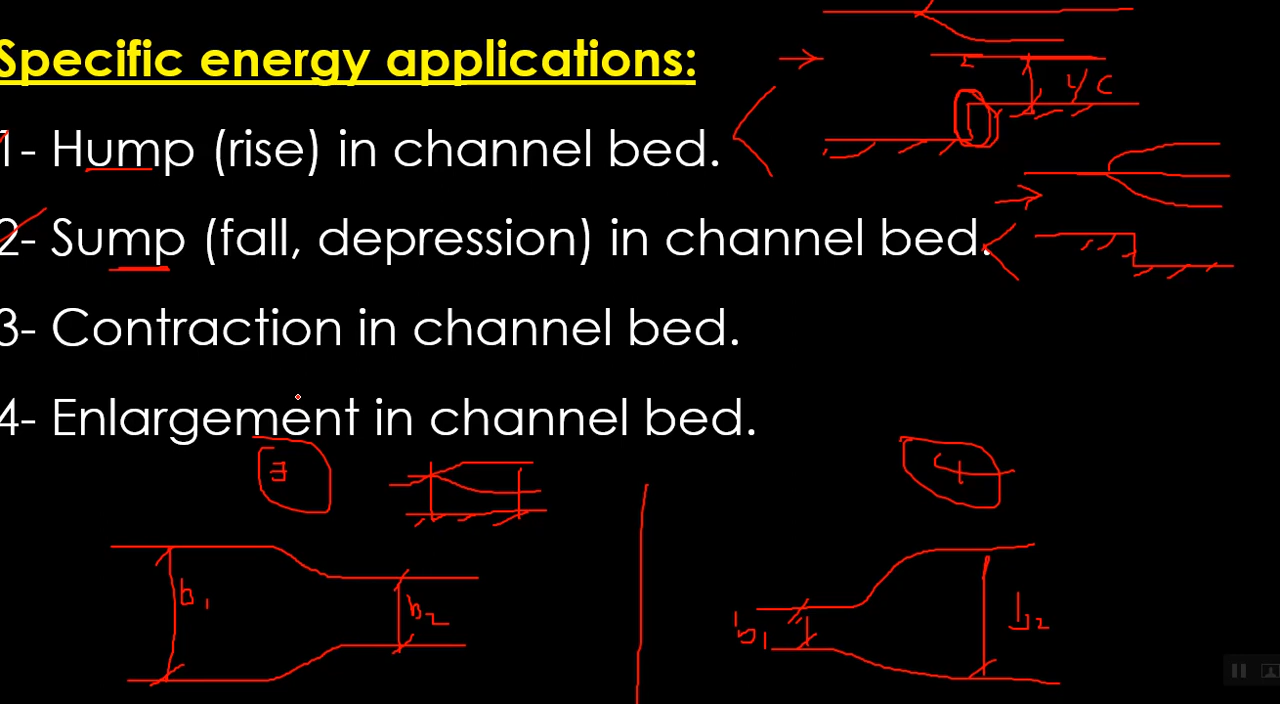 Specific energy applications:
1- Hump (rise) in channel bed.
yc
2- Sump (fall, depression) in channel bed.
3- Contraction in channel bed.
4- Enlargement in channel bed.
3
4
b1
b2
b1
b2